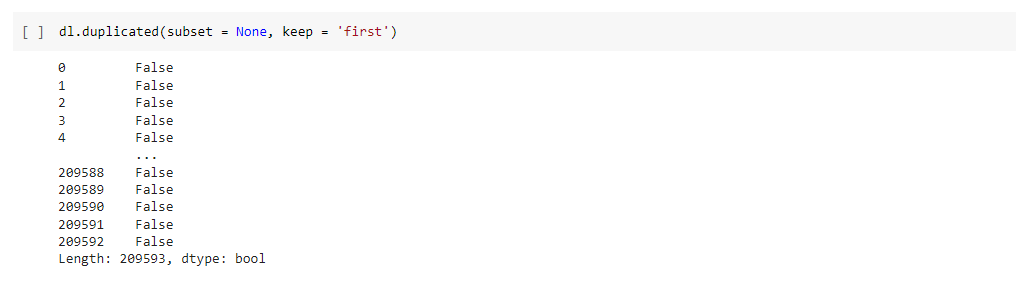 [ ] dl.duplicated(subset = None, keep = 'first')
0 False
1 False
2 False
3 False
4 False
...
209588 False
209589 False
209590 False
209591 False
209592 False
Length: 209593, dtype: bool